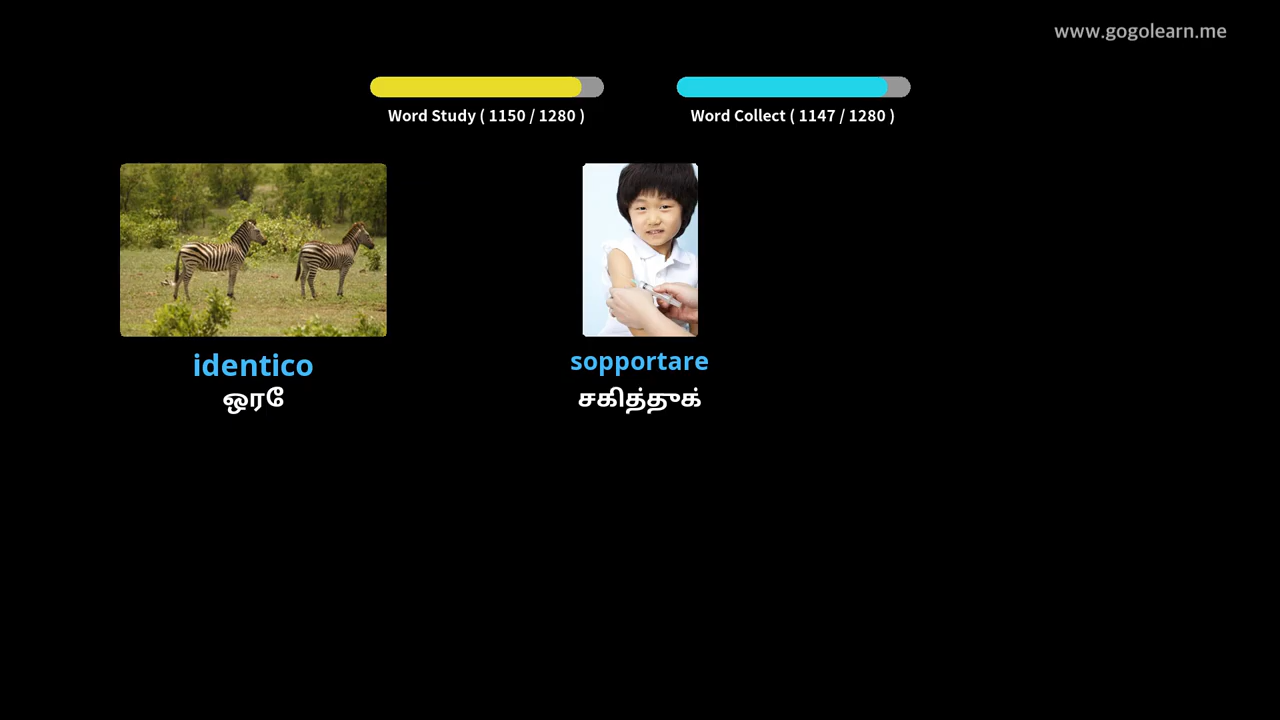 www.gogolearn.me
Word Study ( 1150 / 1280 )
Word Collect ( 1147 / 1280 )
identico
ஒரே
sopportare
சகித்துக்